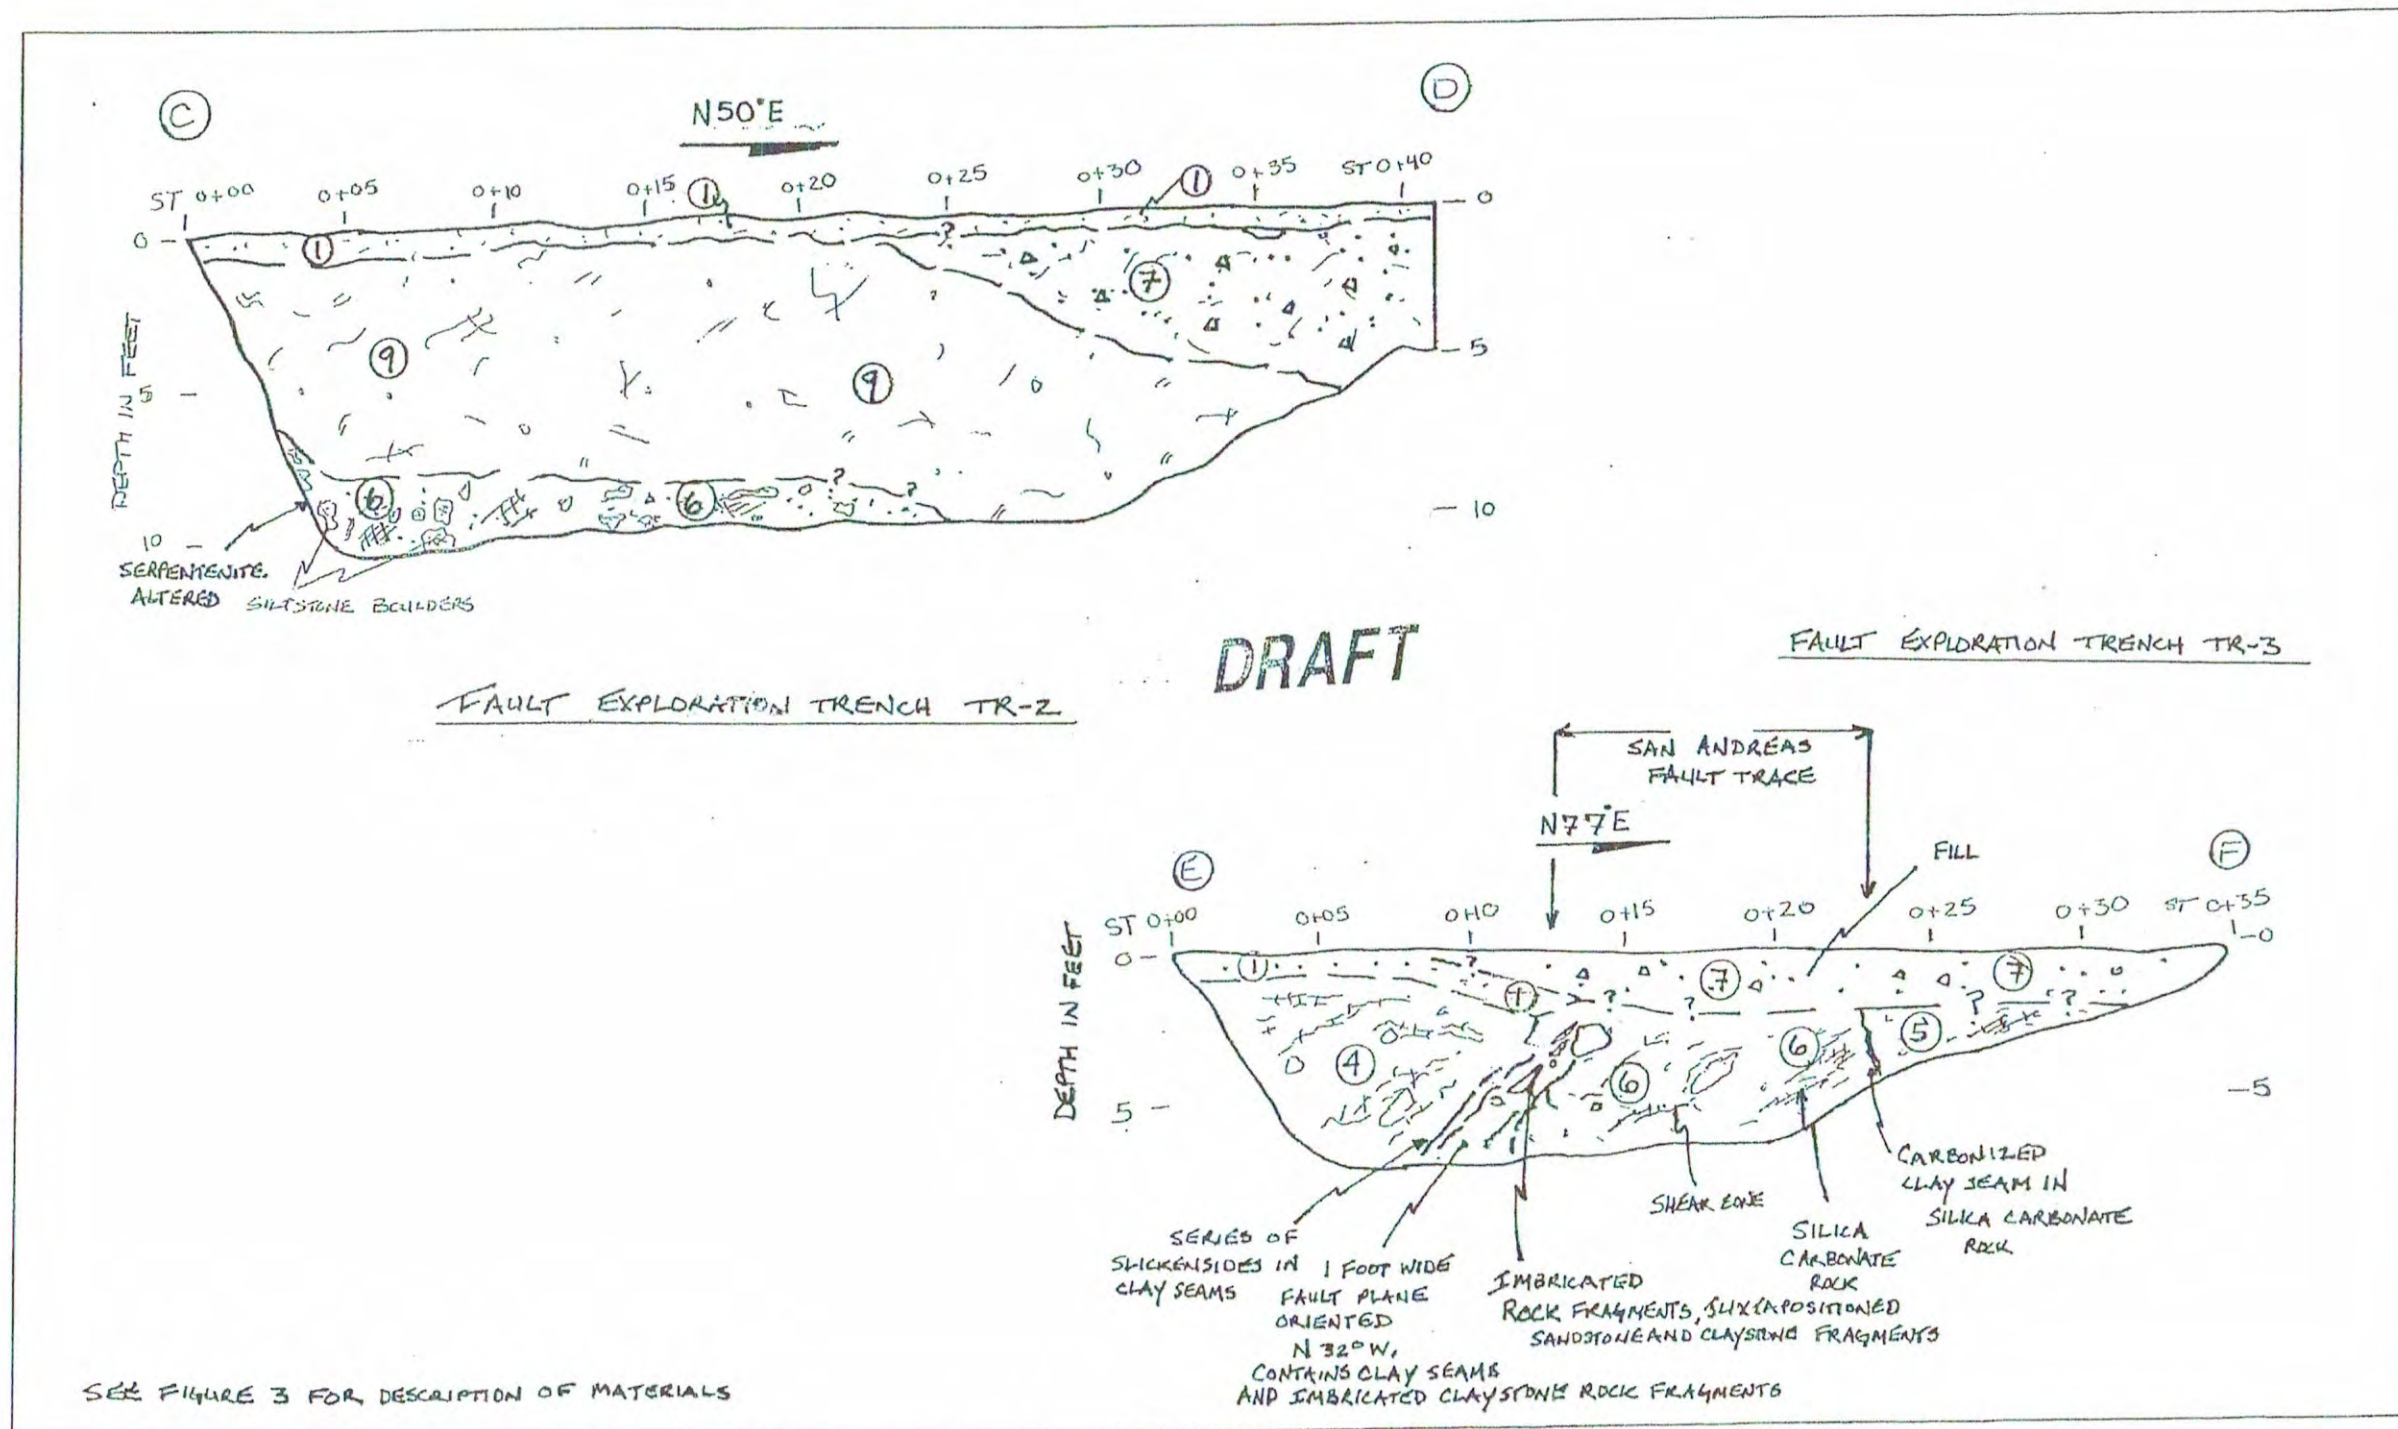 C
D
N50°E
ST 0+00
0+05
0+10
0+15
1
0+20
0+25
0+30
1
0+35
ST 0+40
0
0
1
?
7
DEPTH IN FEET
5
9
9
5
6
6
?
?
10
10
SERPENTENITE.
ALTERED
SILTSTONE BOULDERS
FAULT EXPLORATION TRENCH TR-2
DRAFT
FAULT EXPLORATION TRENCH TR-3
SAN ANDREAS
FAULT TRACE
N77°E
FILL
E
F
ST 0+00
0+05
0+10
0+15
0+20
0+25
0+30
ST 0+35
DEPTH IN FEET
0
0
1
?
1
?
7
?
7
?
?
4
6
6
5
5
5
SERIES OF
SLICKENSIDES IN
CLAY SEAMS
1 FOOT WIDE
FAULT PLANE
ORIENTED
N 32° W,
CONTAINS CLAY SEAMS
AND IMBRICATED CLAYSTONE ROCK FRAGMENTS
IMBRICATED
ROCK FRAGMENTS, JUXTAPOSITIONED
SANDSTONE AND CLAYSTONE FRAGMENTS
SHEAR ZONE
SILICA
CARBONATE
ROCK
CARBONIZED
CLAY SEAM IN
SILICA CARBONATE
ROCK
SEE FIGURE 3 FOR DESCRIPTION OF MATERIALS